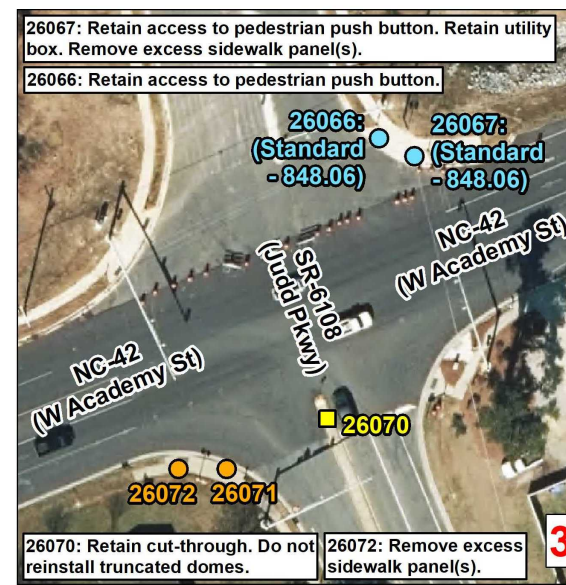 26067: Retain access to pedestrian push button. Retain utility
box. Remove excess sidewalk panel(s).
26066: Retain access to pedestrian push button.
26066:
(Standard
- 848.06)
26067:
(Standard
- 848.06)
NC-42
(W Academy St)
SR-6108
(Judd Pkwy)
NC-42
(W Academy St)
26070
26072
26071
26070: Retain cut-through. Do not
reinstall truncated domes.
26072: Remove excess
sidewalk panel(s).
3